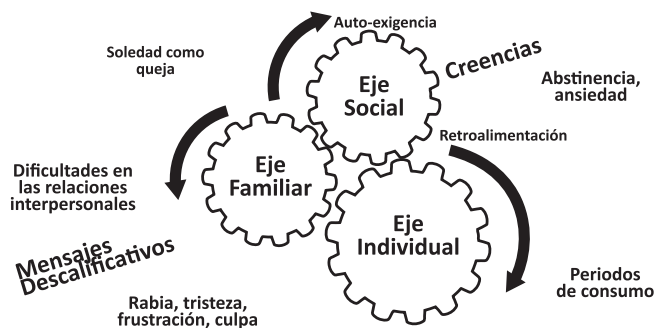 Auto-exigencia
Soledad como
queja
Creencias
Eje
Social
Abstinencia,
ansiedad
Retroalimentación
Dificultades en
las relaciones
interpersonales
Eje
Familiar
Eje
Individual
Mensajes
Descalificativos
Periodos
de consumo
Rabia, tristeza,
frustración, culpa